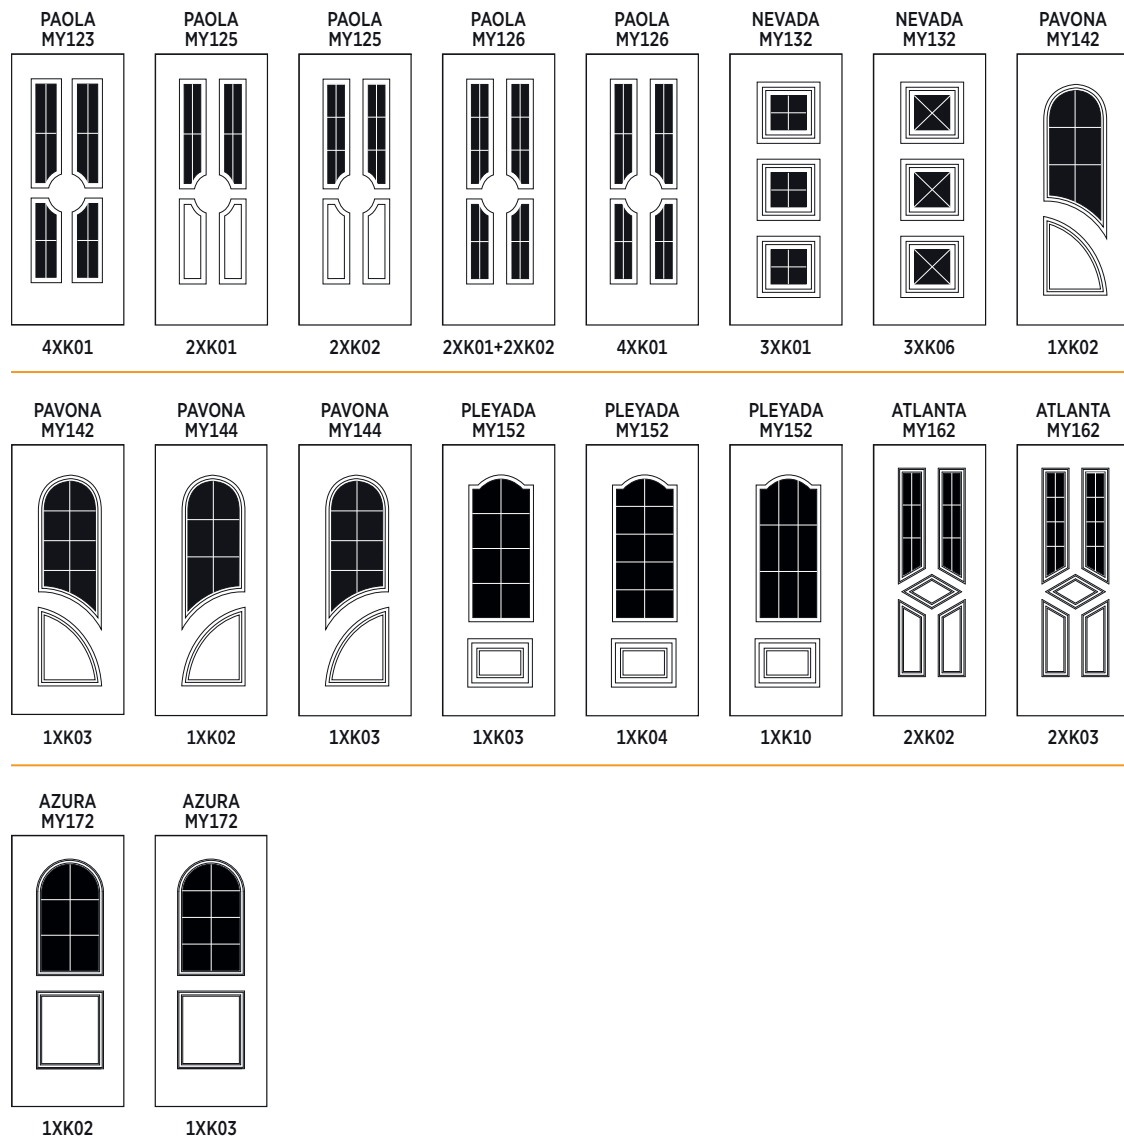 PAOLA
MY123
PAOLA
MY125
PAOLA
MY125
PAOLA
MY126
PAOLA
MY126
NEVADA
MY132
NEVADA
MY132
PAVONA
MY142
4XK01
2XK01
2XK02
2XK01+2XK02
4XK01
3XK01
3XK06
1XK02
PAVONA
MY142
PAVONA
MY144
PAVONA
MY144
PLEYADA
MY152
PLEYADA
MY152
PLEYADA
MY152
ATLANTA
MY162
ATLANTA
MY162
1XK03
1XK02
1XK03
1XK03
1XK04
1XK10
2XK02
2XK03
AZURA
MY172
AZURA
MY172
1XK02
1XK03